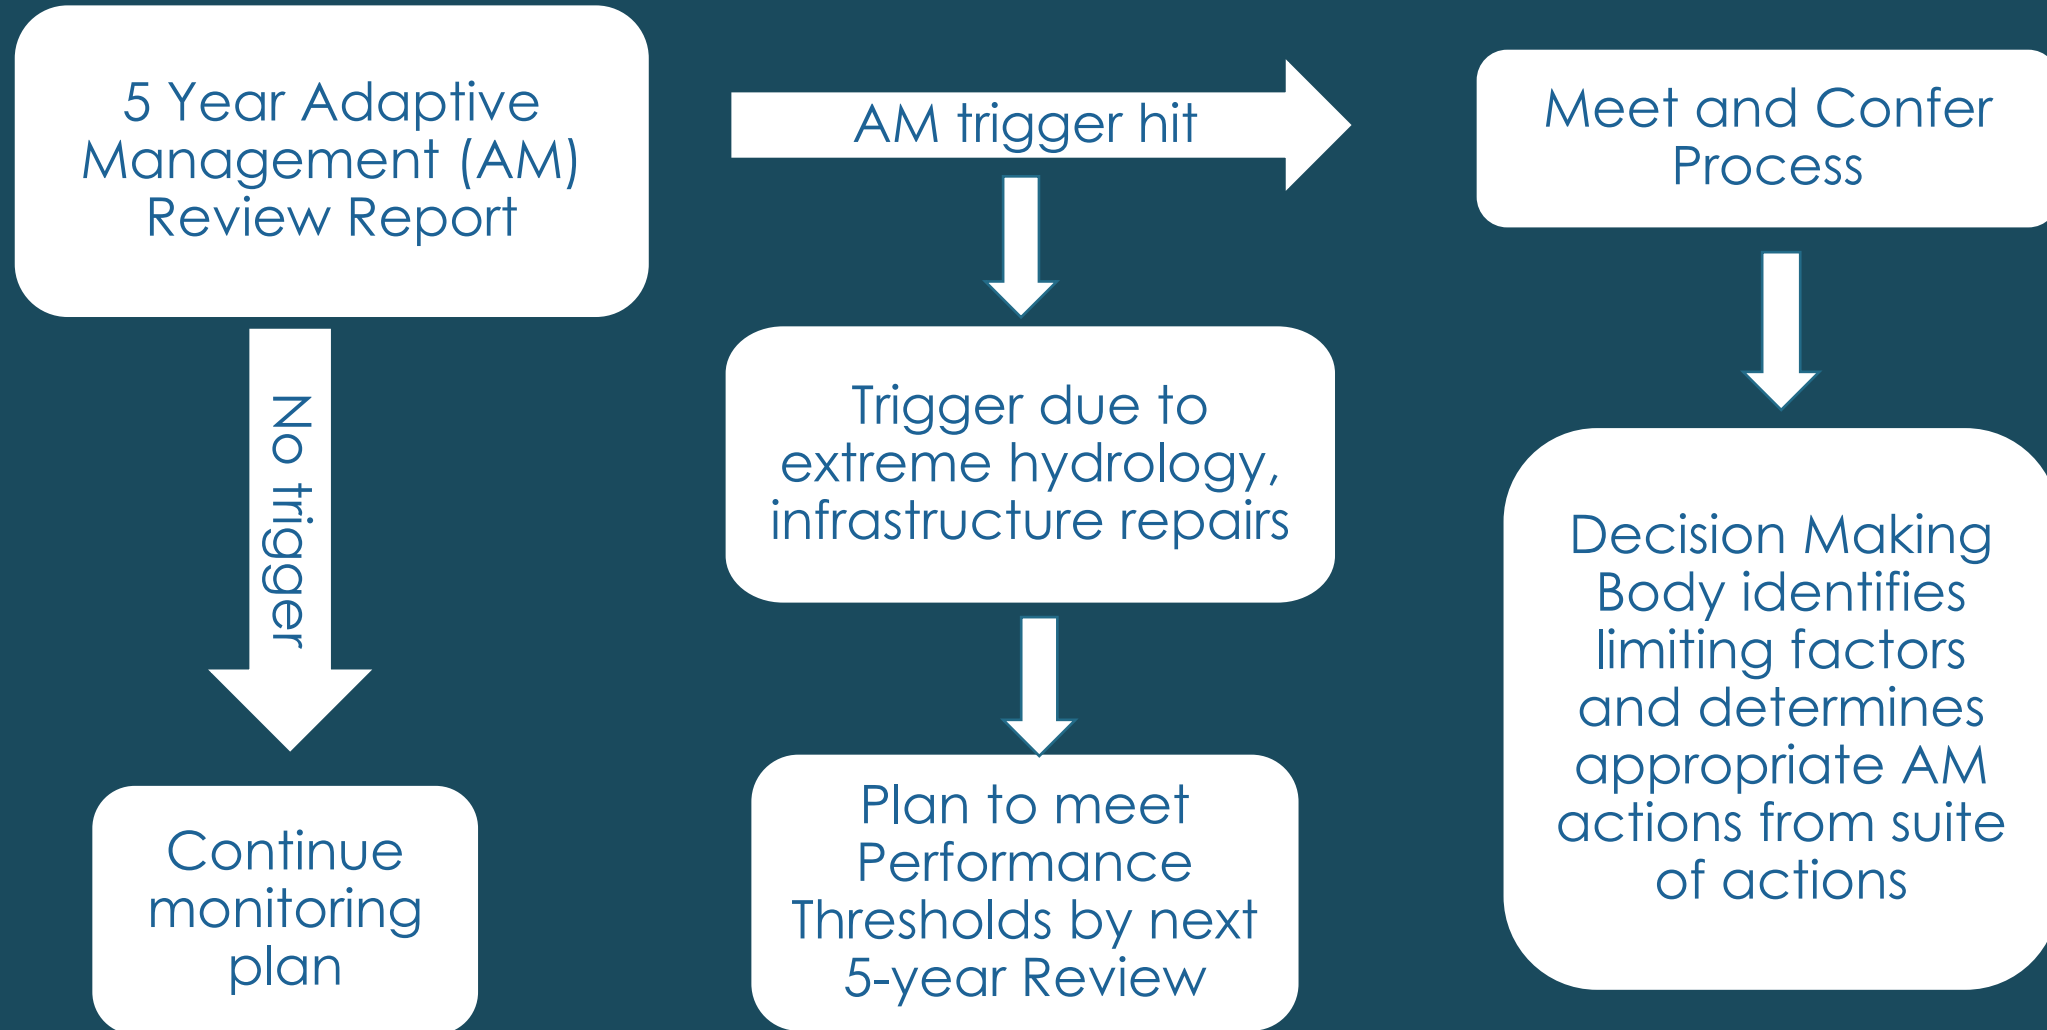 5 Year Adaptive
Management (AM)
Review Report
AM trigger hit
Meet and Confer
Process
No trigger
Trigger due to
extreme hydrology,
infrastructure repairs
Decision Making
Body identifies
limiting factors
and determines
appropriate AM
actions from suite
of actions
Continue
monitoring
plan
Plan to meet
Performance
Thresholds by next
5-year Review